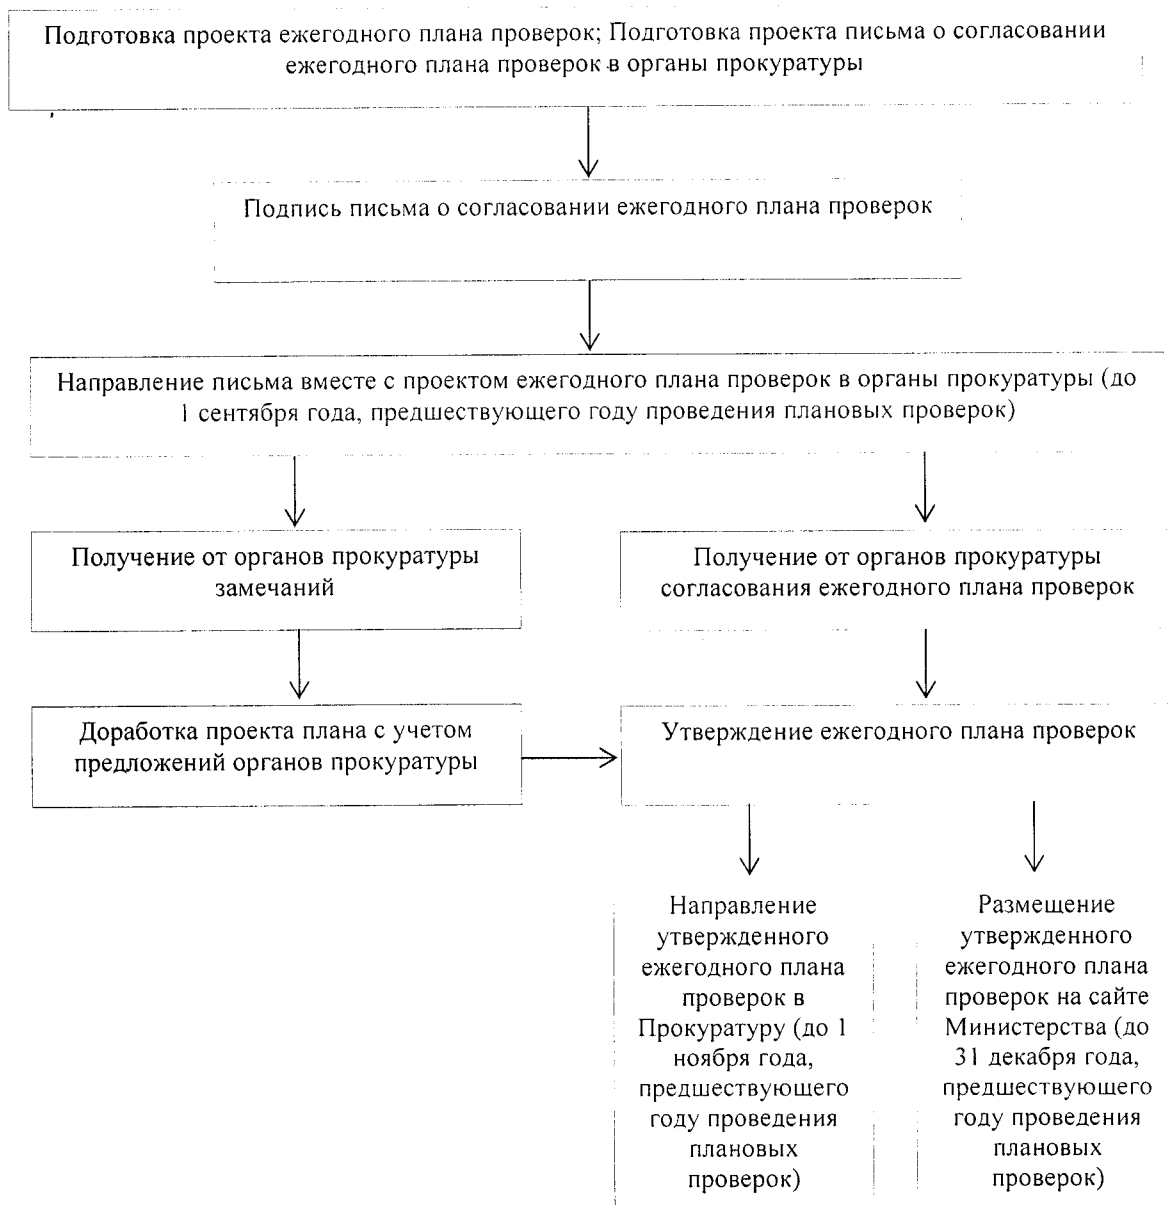 Подготовка проекта ежегодного плана проверок; Подготовка проекта письма о согласовании
ежегодного плана проверок в органы прокуратуры
Подпись письма о согласовании ежегодного плана проверок
Направление письма вместе с проектом ежегодного плана проверок в органы прокуратуры (до
1 сентября года, предшествующего году проведения плановых проверок)
Получение от органов прокуратуры
замечаний
Получение от органов прокуратуры
согласования ежегодного плана проверок
Доработка проекта плана с учетом
предложений органов прокуратуры
Утверждение ежегодного плана проверок
Направление
утвержденного
ежегодного плана
проверок в
Прокуратуру (до 1
ноября года,
предшествующего
году проведения
плановых
проверок)
Размещение
утвержденного
ежегодного плана
проверок на сайте
Министерства (до
31 декабря года,
предшествующего
году проведения
плановых
проверок)